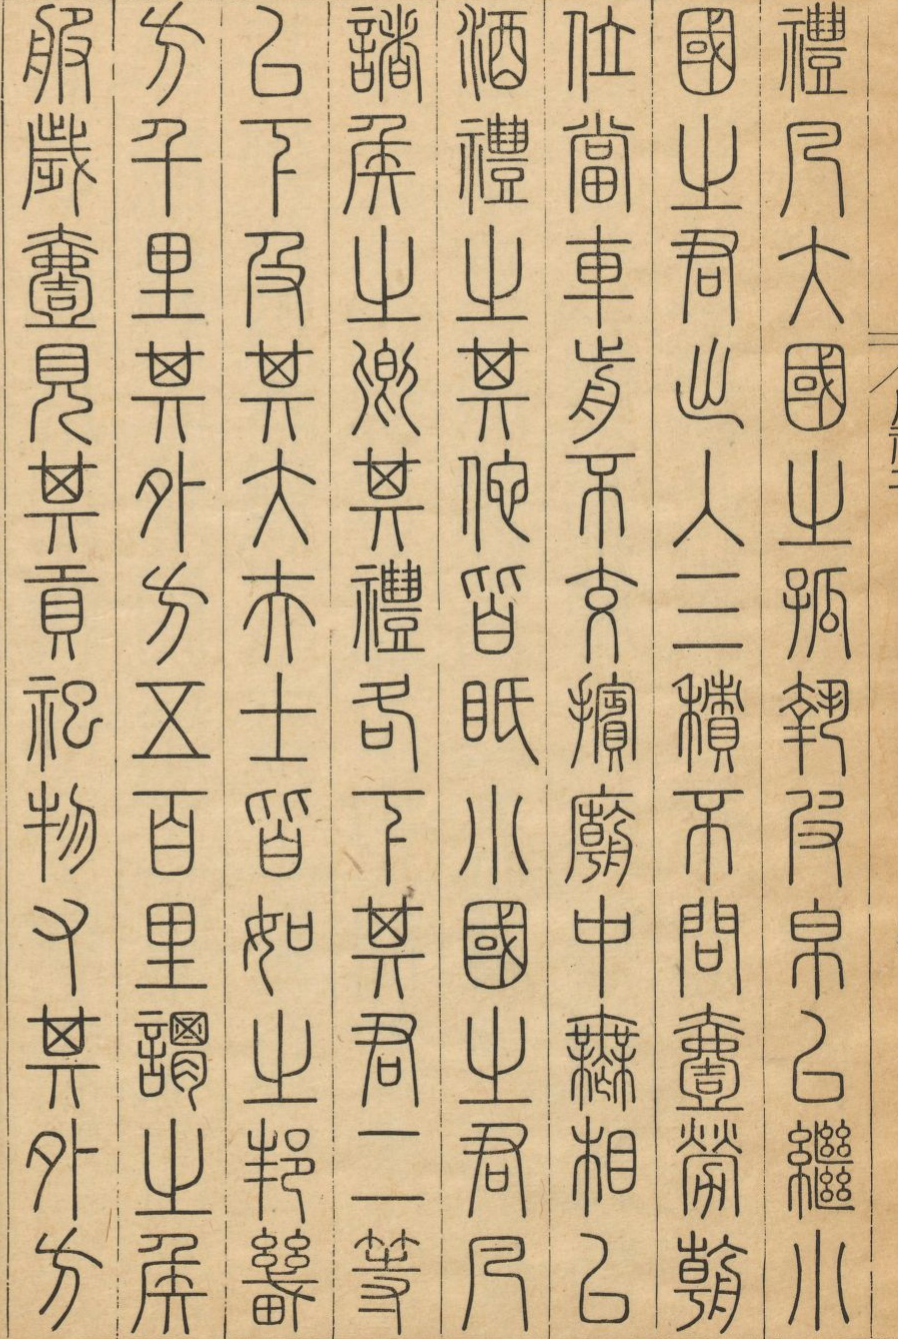 禮凡大國之孤執皮帛以繼小
國之君出入三積不問壹勞朝
位當車前不交擯廟中無相以
酒禮之其佗皆眡小國之君凡
諸侯之卿其禮各下其君二等
以下及其大夫士皆如之邦畿
方千里其外方五百里謂之侯
服歲壹見其貢祀物又其外方